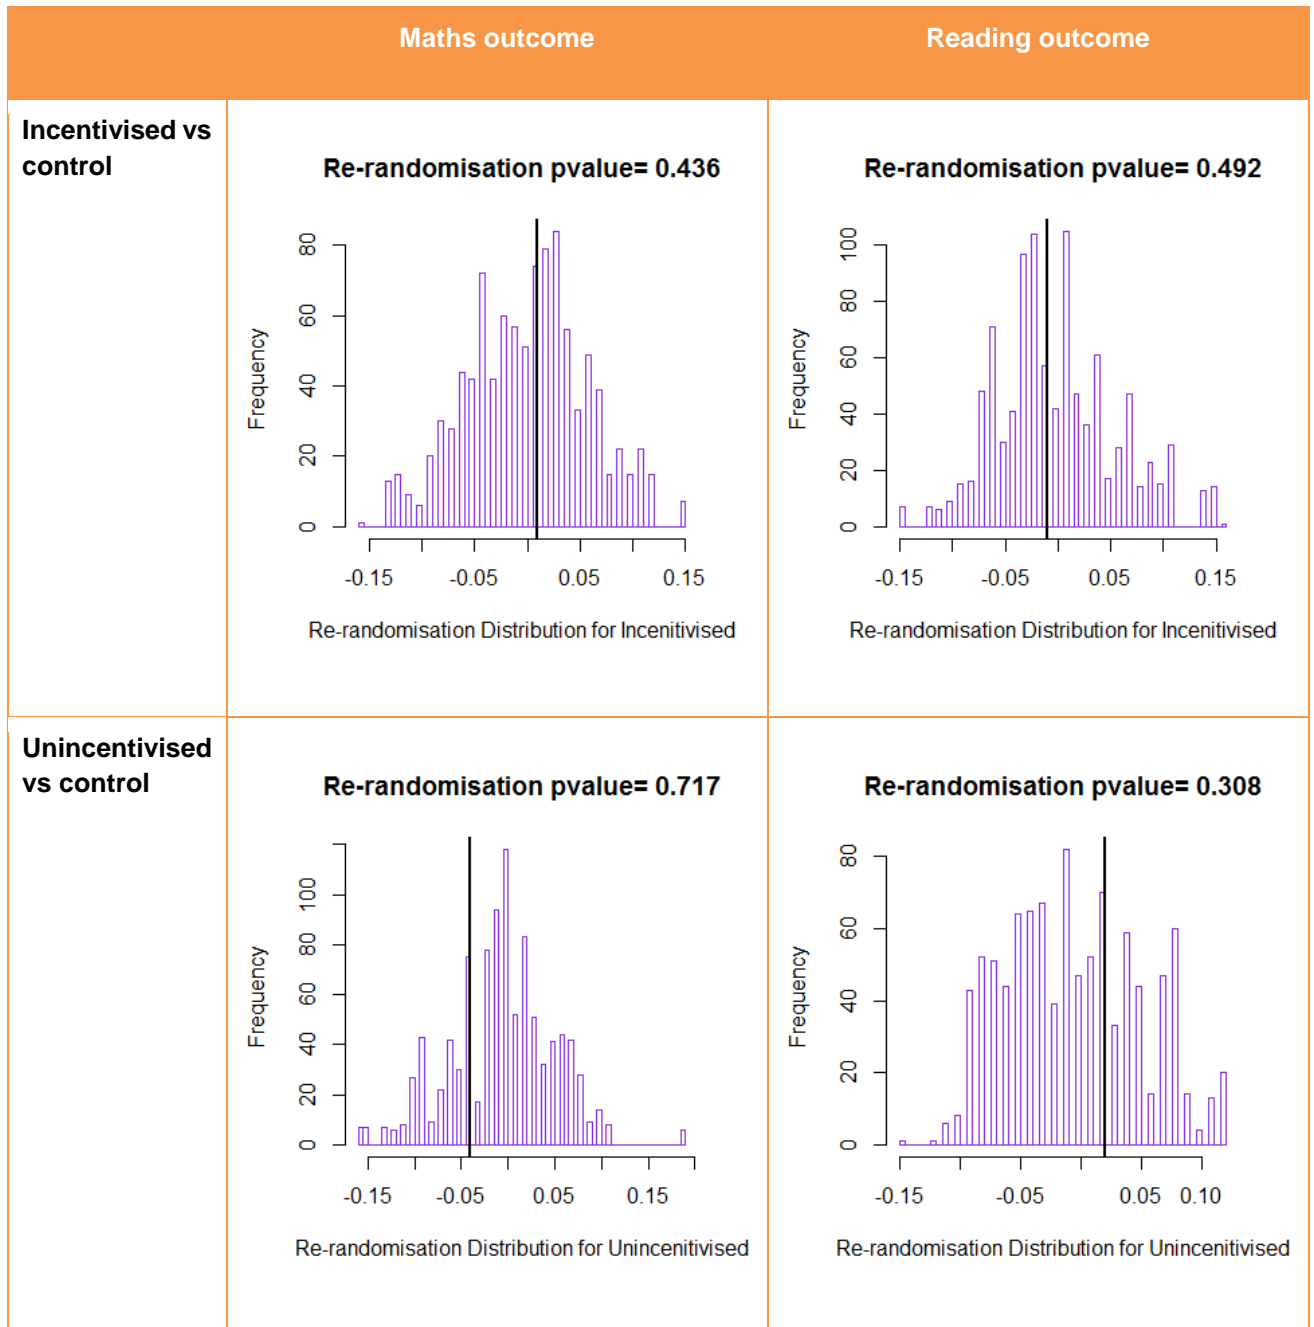 Maths outcome
Reading outcome
Incentivised vs
control
Re-randomisation pvalue= 0.436
Frequency
0 20 40 60 80
-0.15 -0.05 0.05 0.15
Re-randomisation Distribution for Incenitivised
Re-randomisation pvalue= 0.492
Frequency
0 20 40 60 80 100
-0.15 -0.05 0.05 0.15
Re-randomisation Distribution for Incenitivised
Unincentivised
vs control
Re-randomisation pvalue= 0.717
Frequency
0 20 40 60 80 100
-0.15 -0.05 0.05 0.15
Re-randomisation Distribution for Unincenitivised
Re-randomisation pvalue= 0.308
Frequency
0 20 40 60 80
-0.15 -0.05 0.05 0.10
Re-randomisation Distribution for Unincenitivised